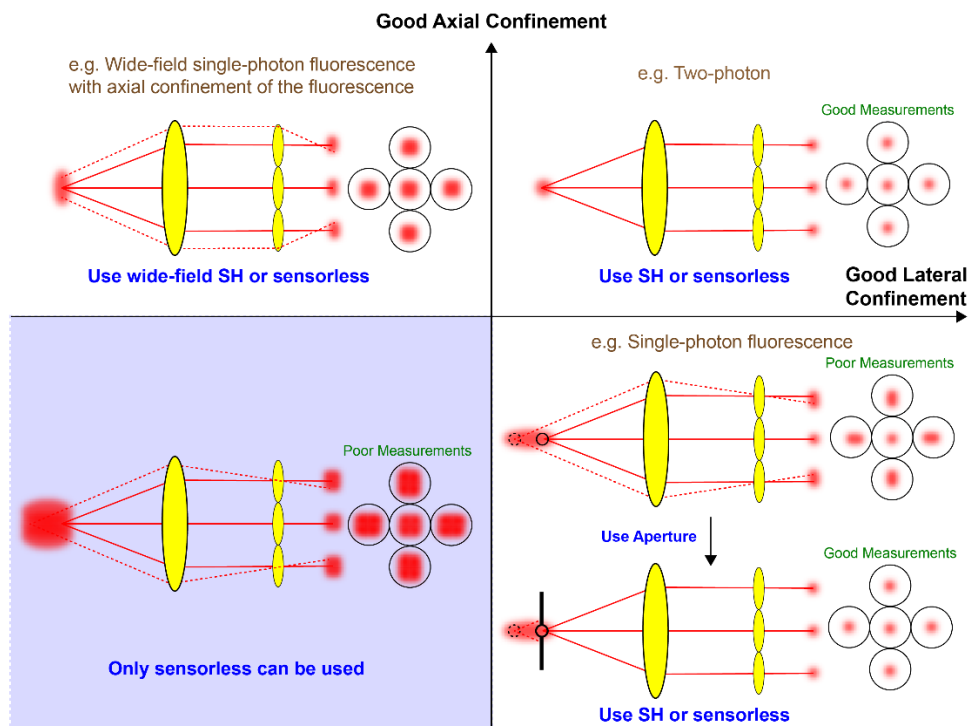 Good Axial Confinement
e.g. Wide-field single-photon fluorescence
with axial confinement of the fluorescence
Use wide-field SH or sensorless
e.g. Two-photon
Good Measurements
Use SH or sensorless
Good Lateral
Confinement
Poor Measurements
Only sensorless can be used
e.g. Single-photon fluorescence
Poor Measurements
Use Aperture
Good Measurements
Use SH or sensorless